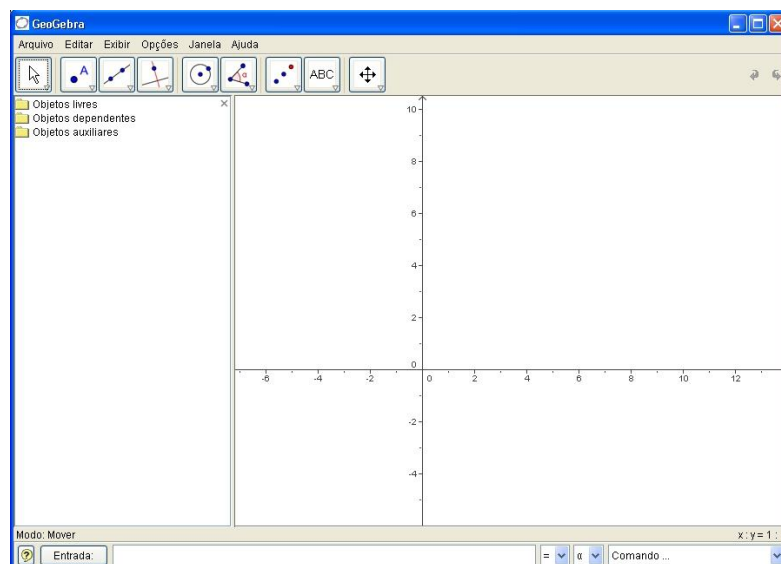 GeoGebra
Arquivo Editar Exibir Opções Janela Ajuda
A α ABC
Objetos livres
Objetos dependentes
Objetos auxiliares
10
8
6
4
2
0
-6 -4 -2 0 2 4 6 8 10 12
-2
-4
Modo: Mover x : y = 1 :
? Entrada: = α Comando ...